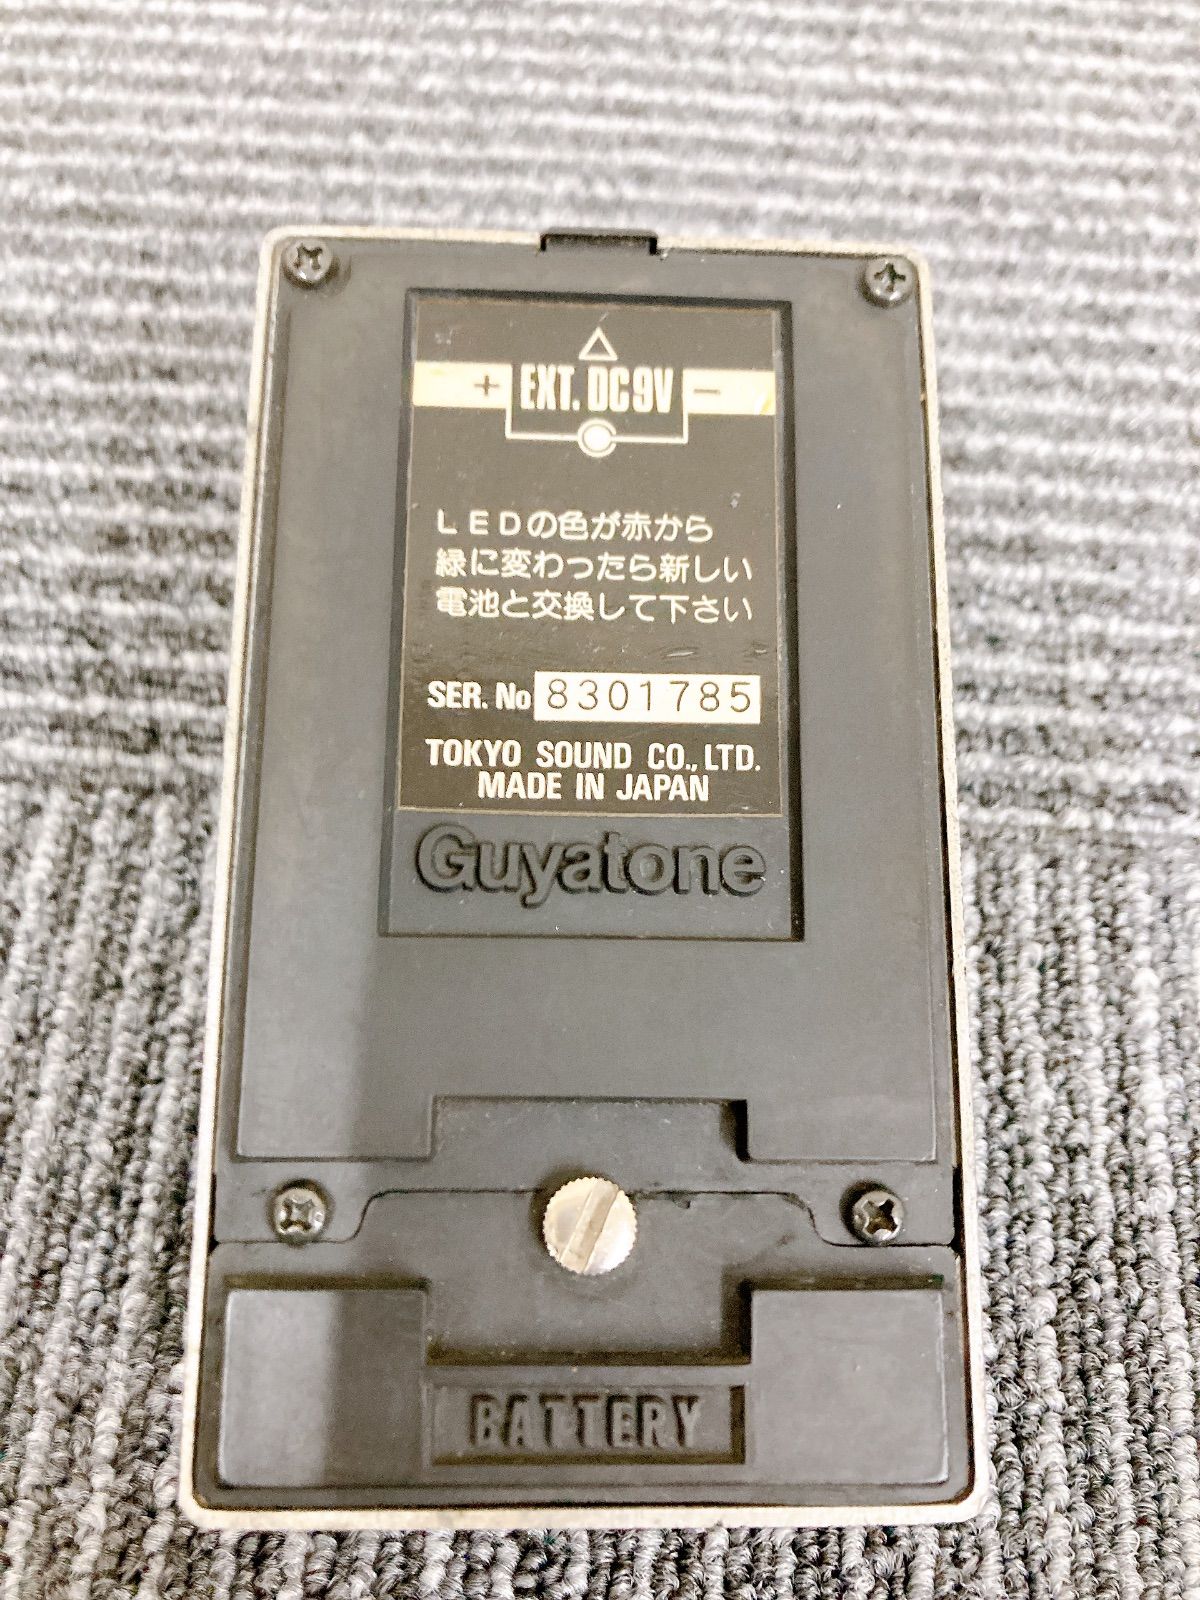 + EXT. DC9V −
LEDの色が赤から
緑に変わったら新しい
電池と交換して下さい
SER. No 8301785
TOKYO SOUND CO., LTD.
MADE IN JAPAN
Guyatone
BATTERY